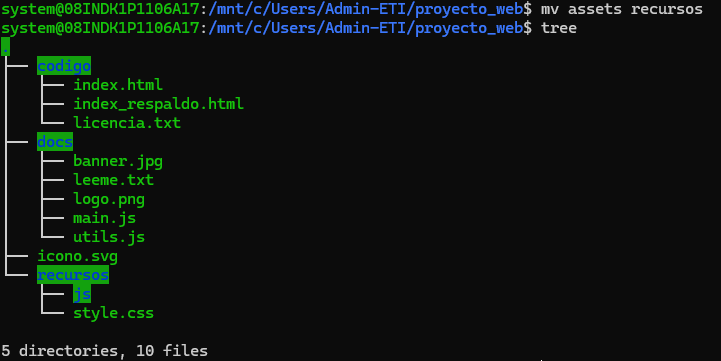 system@08INDK1P1106A17:/mnt/c/Users/Admin-ETI/proyecto_web$ mv assets recursos
system@08INDK1P1106A17:/mnt/c/Users/Admin-ETI/proyecto_web$ tree
.
├── codigo
│   ├── index.html
│   ├── index_respaldo.html
│   └── licencia.txt
├── docs
│   ├── banner.jpg
│   ├── leeme.txt
│   ├── logo.png
│   ├── main.js
│   └── utils.js
├── icono.svg
└── recursos
    ├── js
    └── style.css
5 directories, 10 files